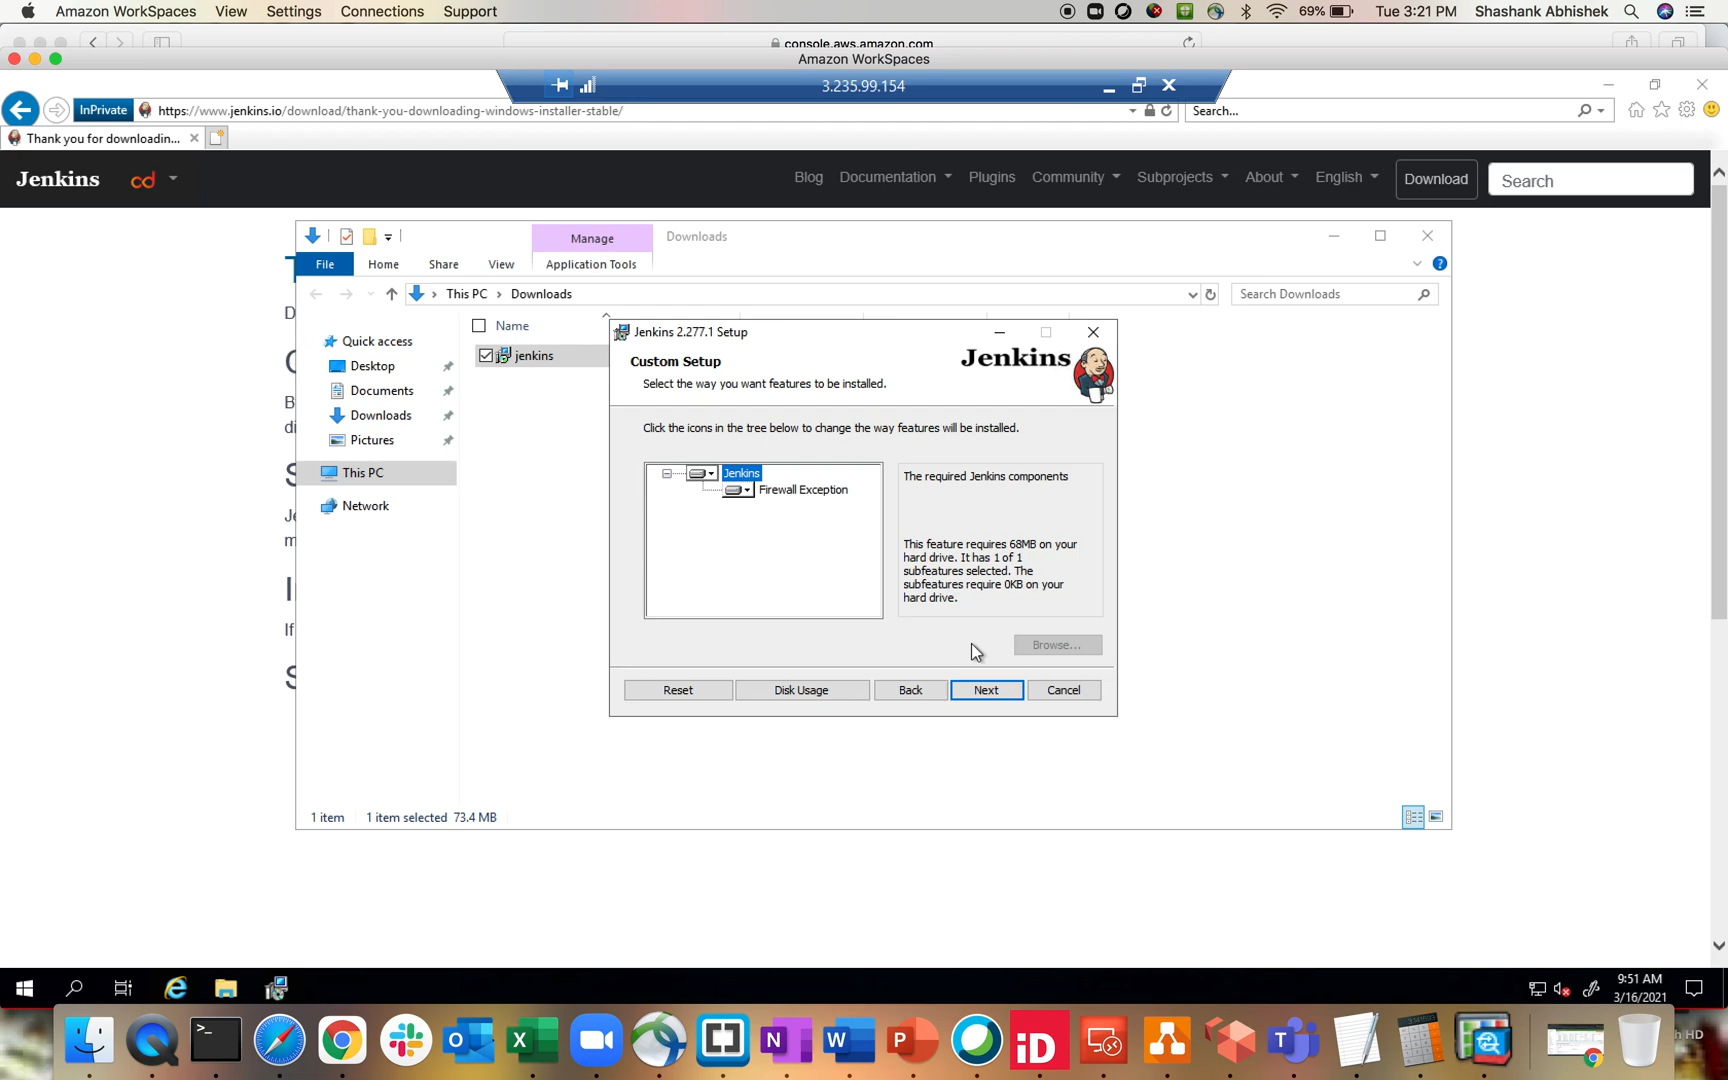 Amazon WorkSpaces View Settings Connections Support 69% Tue 3:21 PM Shashank Abhishek
console.aws.amazon.com
Amazon WorkSpaces
3.235.99.154
InPrivate https://www.jenkins.io/download/thank-you-downloading-windows-installer-stable/ Search...
Thank you for downloadin...
Jenkins cd Blog Documentation Plugins Community Subprojects About English Download Search
Manage Downloads
File Home Share View Application Tools
This PC Downloads Search Downloads
Name
Quick access
jenkins
Desktop
Documents
Downloads
Pictures
This PC
Network
Jenkins 2.277.1 Setup
Custom Setup
Jenkins
Select the way you want features to be installed.
Click the icons in the tree below to change the way features will be installed.
Jenkins
Firewall Exception
The required Jenkins components
This feature requires 68MB on your
hard drive. It has 1 of 1
subfeatures selected. The
subfeatures require 0KB on your
hard drive.
Browse...
Reset Disk Usage Back Next Cancel
1 item 1 item selected 73.4 MB
9:51 AM
3/16/2021
HD